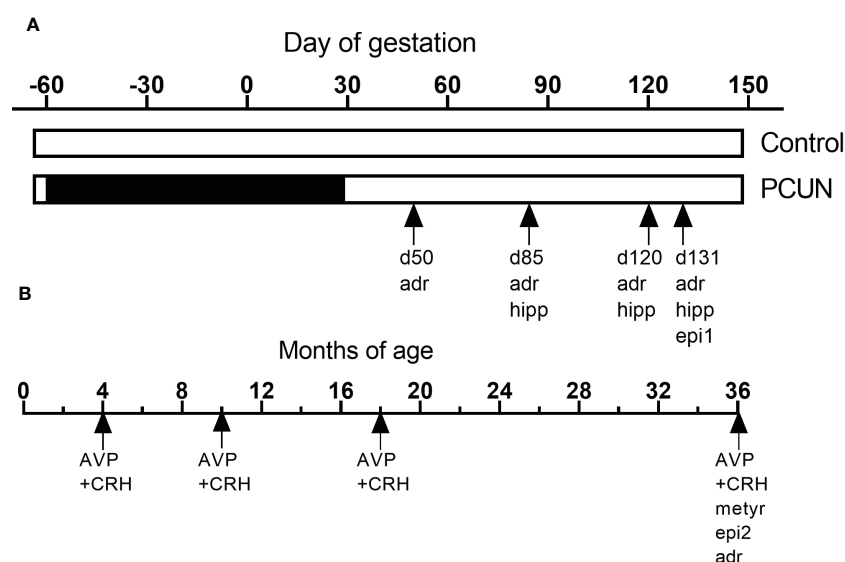 A
Day of gestation
-60 -30 0 30 60 90 120 150
Control
PCUN
d50 d85 d120 d131
adr adr adr adr
hipp hipp hipp
epi1
B
Months of age
0 4 8 12 16 20 24 28 32 36
AVP AVP AVP AVP
+CRH +CRH +CRH +CRH
metyr
epi2
adr